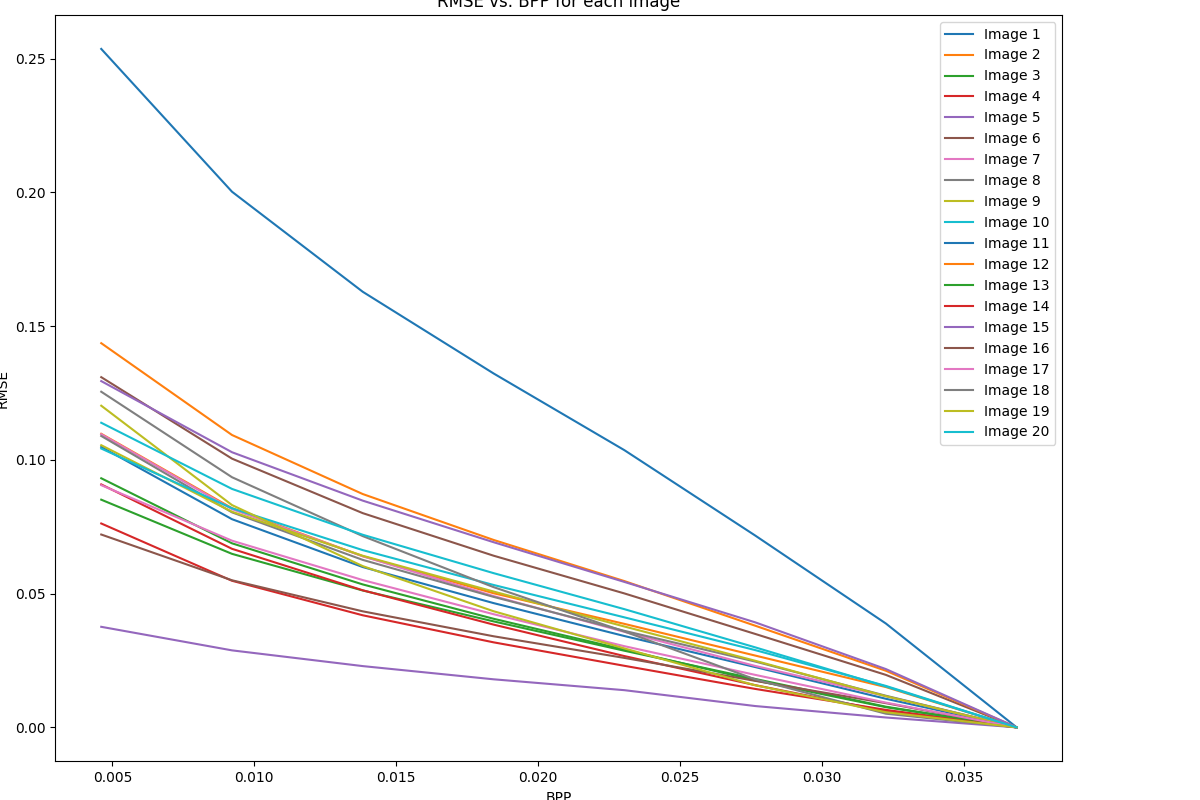 RMSE vs. BPP for each image
0.25
0.20
0.15
0.10
0.05
0.00
RMSE
0.005 0.010 0.015 0.020 0.025 0.030 0.035
BPP
Image 1
Image 2
Image 3
Image 4
Image 5
Image 6
Image 7
Image 8
Image 9
Image 10
Image 11
Image 12
Image 13
Image 14
Image 15
Image 16
Image 17
Image 18
Image 19
Image 20